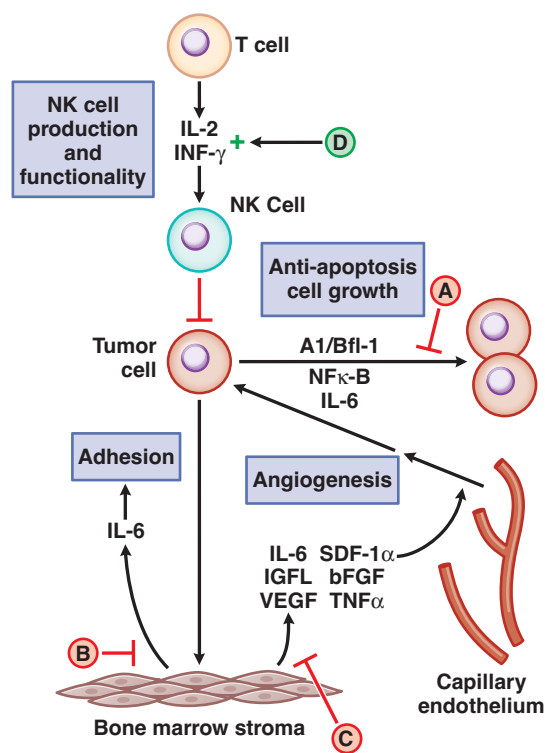 T cell
NK cell
production
and
functionality
IL-2
INF-γ
+
D
NK Cell
Anti-apoptosis
cell growth
A
Tumor
cell
A1/Bfl-1
NFκ-B
IL-6
Adhesion
Angiogenesis
IL-6
IL-6 SDF-1α
IGFL bFGF
VEGF TNFα
B
Bone marrow stroma
C
Capillary
endothelium